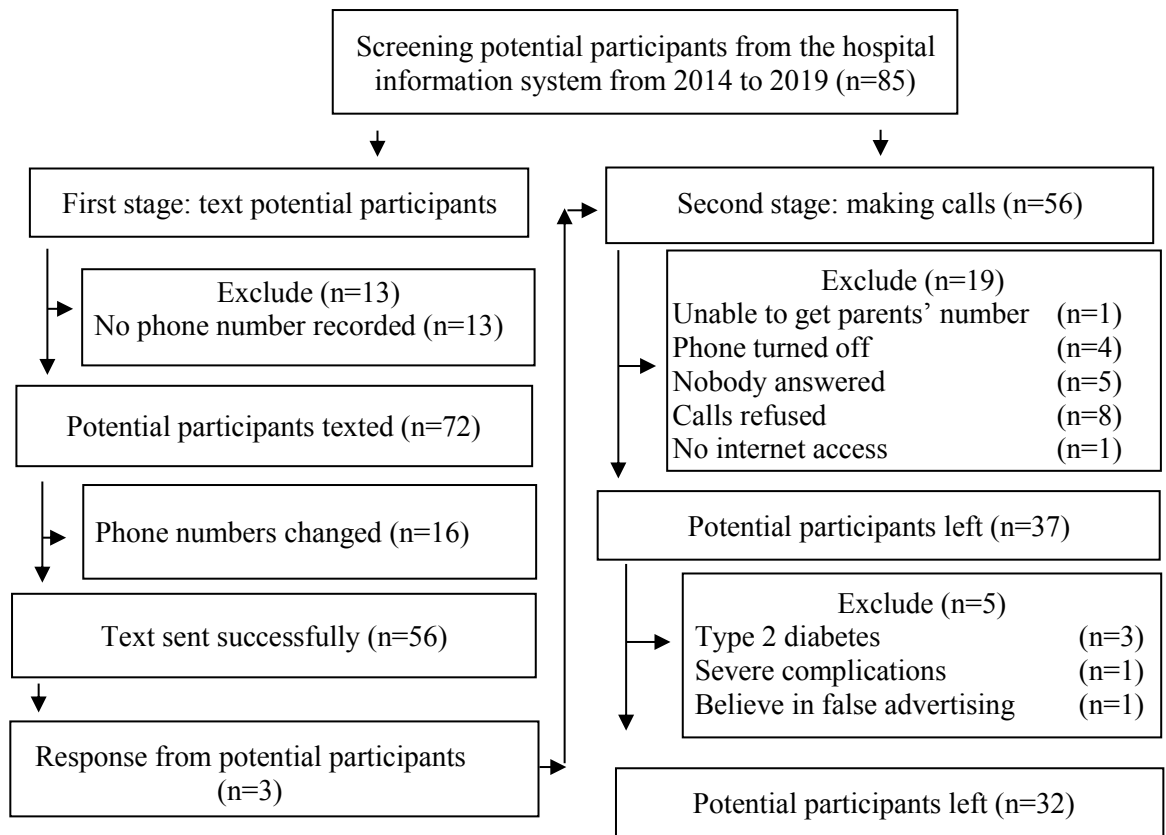 Screening potential participants from the hospital
information system from 2014 to 2019 (n=85)
First stage: text potential participants
Exclude (n=13)
No phone number recorded (n=13)
Potential participants texted (n=72)
Phone numbers changed (n=16)
Text sent successfully (n=56)
Response from potential participants
(n=3)
Second stage: making calls (n=56)
Exclude (n=19)
Unable to get parents’ number (n=1)
Phone turned off (n=4)
Nobody answered (n=5)
Calls refused (n=8)
No internet access (n=1)
Potential participants left (n=37)
Exclude (n=5)
Type 2 diabetes (n=3)
Severe complications (n=1)
Believe in false advertising (n=1)
Potential participants left (n=32)